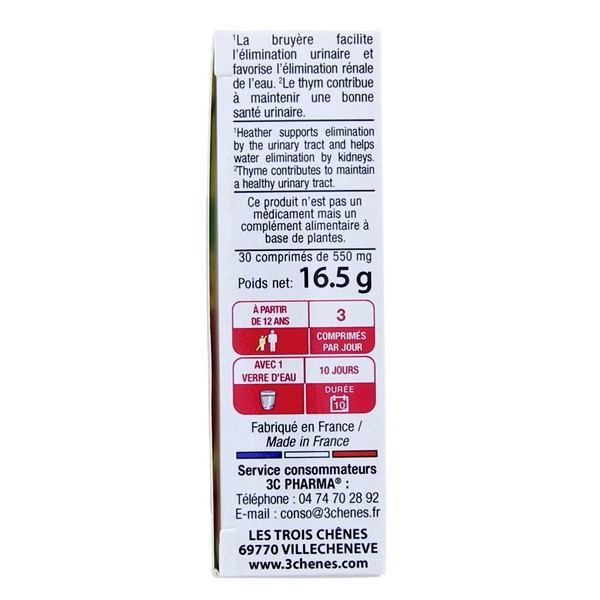 ¹La bruyère facilite
l'élimination urinaire et
favorise l'élimination rénale
de l'eau. ²Le thym contribue
à maintenir une bonne
santé urinaire.
¹Heather supports elimination
by the urinary tract and helps
water elimination by kidneys.
²Thyme contributes to maintain
a healthy urinary tract.
Ce produit n'est pas un
médicament mais un
complément alimentaire à
base de plantes.
30 comprimés de 550 mg
Poids net: 16.5 g
À PARTIR
DE 12 ANS
3
COMPRIMÉS
PAR JOUR
AVEC 1
VERRE D'EAU
10 JOURS
DURÉE
10
Fabriqué en France /
Made in France
Service consommateurs
3C PHARMA® :
Téléphone : 04 74 70 28 92
E-mail : conso@3chenes.fr
LES TROIS CHÊNES
69770 VILLECHENEVE
www.3chenes.com